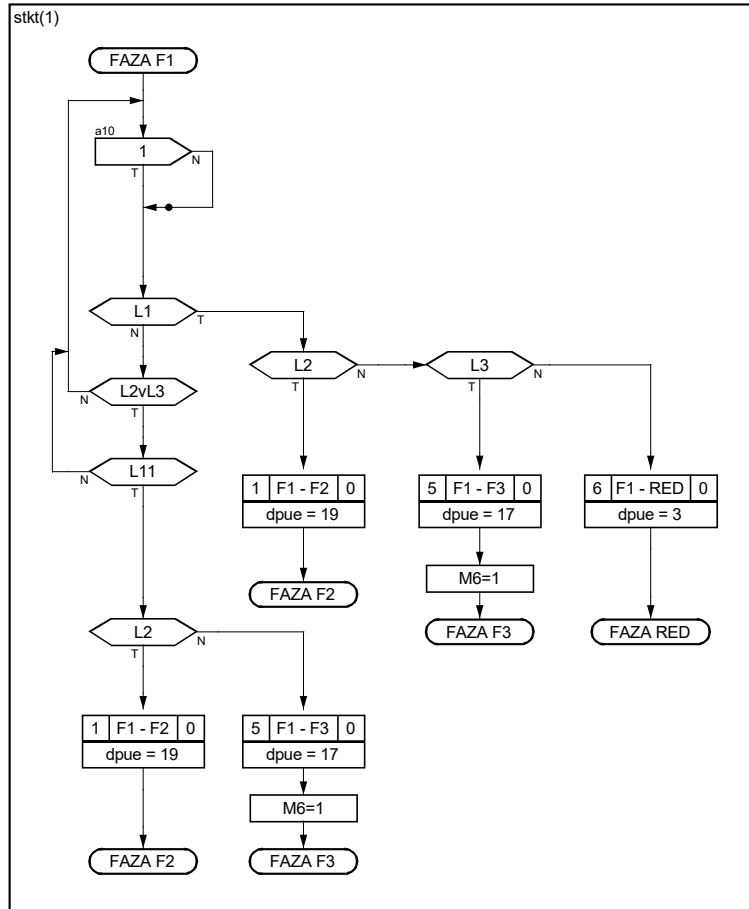 stkt(1)
FAZA F1
a10
1
N
T
L1
T
N
L2
N
T
L3
N
T
L2vL3
N
T
L11
N
T
1 F1 - F2 0
dpue = 19
FAZA F2
5 F1 - F3 0
dpue = 17
M6=1
FAZA F3
6 F1 - RED 0
dpue = 3
FAZA RED
L2
N
T
1 F1 - F2 0
dpue = 19
FAZA F2
5 F1 - F3 0
dpue = 17
M6=1
FAZA F3